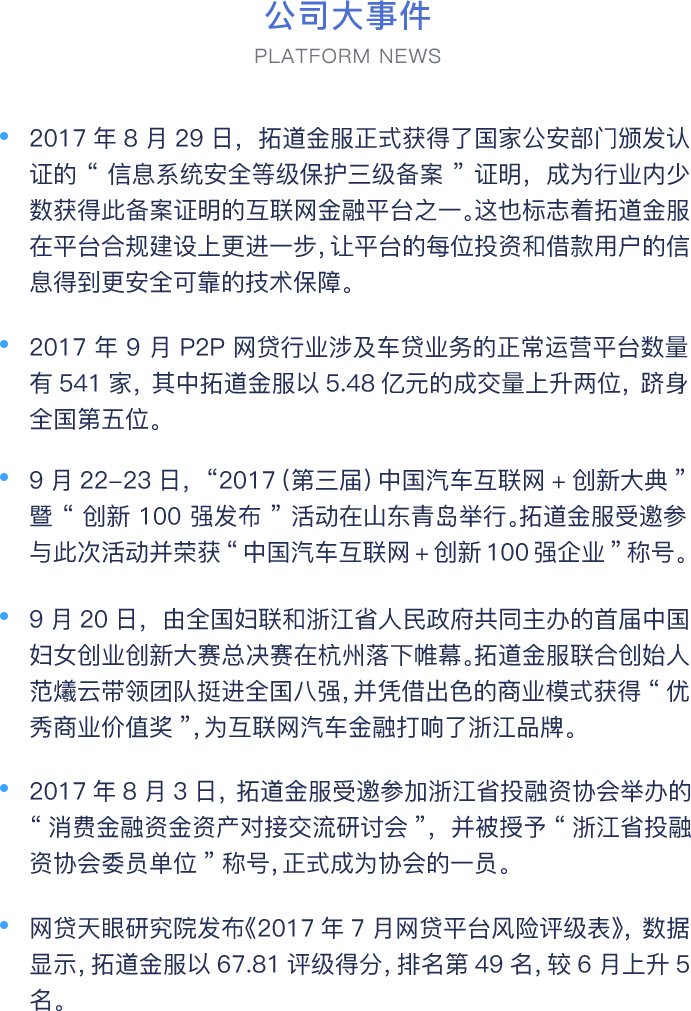 公司大事件
PLATFORM NEWS
2017 年 8 月 29 日，拓道金服正式获得了国家公安部门颁发认
证的 “ 信息系统安全等级保护三级备案 ” 证明，成为行业内少
数获得此备案证明的互联网金融平台之一。这也标志着拓道金服
在平台合规建设上更进一步，让平台的每位投资和借款用户的信
息得到更安全可靠的技术保障。
2017 年 9 月 P2P 网贷行业涉及车贷业务的正常运营平台数量
有 541 家，其中拓道金服以 5.48 亿元的成交量上升两位，跻身
全国第五位。
9 月 22-23 日，“2017（第三届）中国汽车互联网 + 创新大典 ”
暨 “ 创新 100 强发布 ” 活动在山东青岛举行。拓道金服受邀参
与此次活动并荣获 “ 中国汽车互联网 + 创新 100 强企业 ” 称号。
9 月 20 日，由全国妇联和浙江省人民政府共同主办的首届中国
妇女创业创新大赛总决赛在杭州落下帷幕。拓道金服联合创始人
范爔云带领团队挺进全国八强，并凭借出色的商业模式获得 “ 优
秀商业价值奖 ”，为互联网汽车金融打响了浙江品牌。
2017 年 8 月 3 日，拓道金服受邀参加浙江省投融资协会举办的
“ 消费金融资金资产对接交流研讨会 ”，并被授予 “ 浙江省投融
资协会委员单位 ” 称号，正式成为协会的一员。
网贷天眼研究院发布《2017 年 7 月网贷平台风险评级表》，数据
显示，拓道金服以 67.81 评级得分，排名第 49 名，较 6 月上升 5
名。